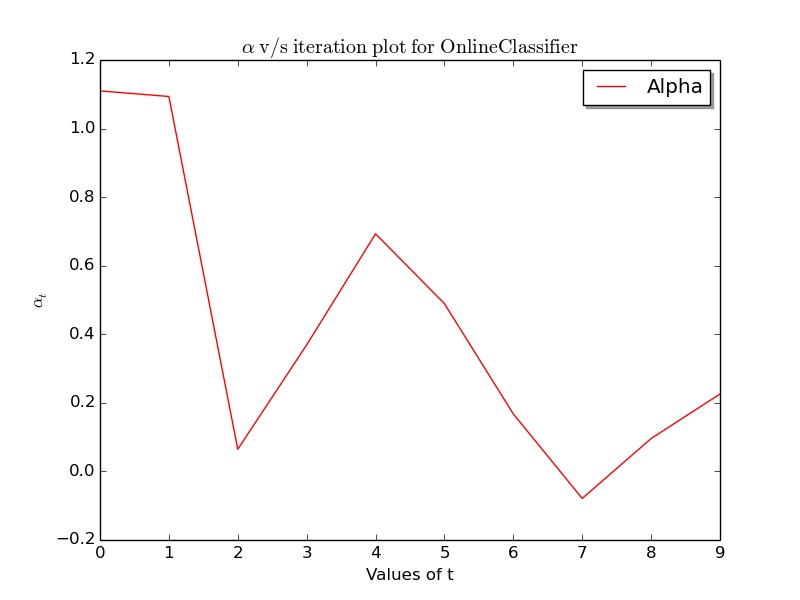 α v/s iteration plot for OnlineClassifier
Alpha
1.2
1.0
0.8
0.6
0.4
0.2
0.0
−0.2
α_t
0 1 2 3 4 5 6 7 8 9
Values of t